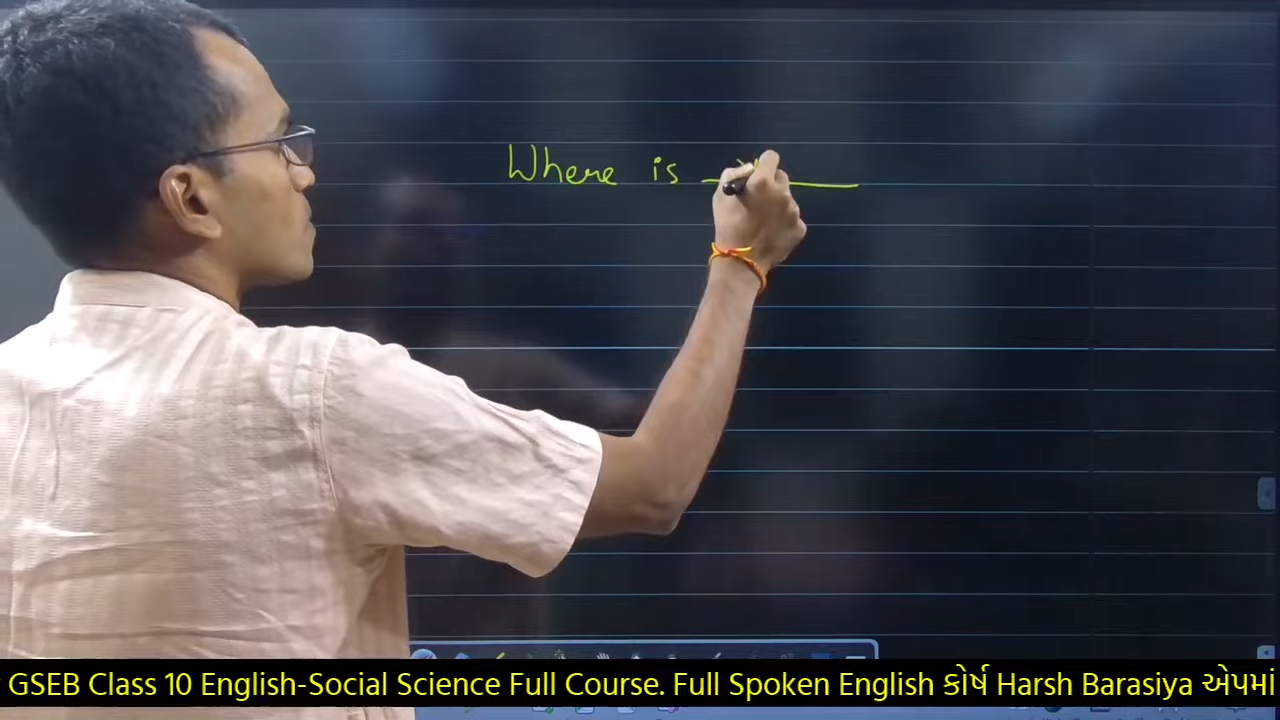 Where is
GSEB Class 10 English-Social Science Full Course. Full Spoken English કોર્ષ Harsh Barasiya એપમાં